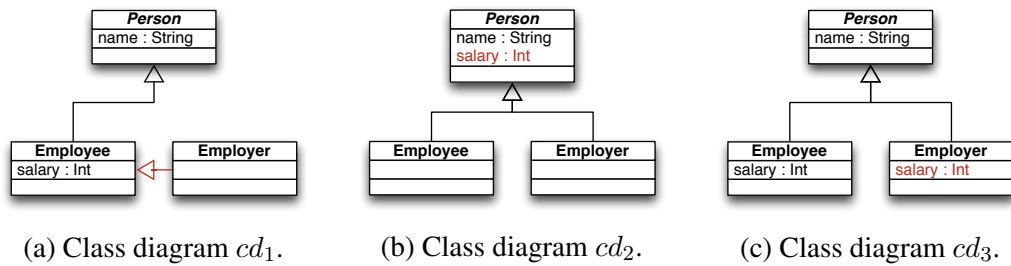 Person
name : String
Employee
salary : Int
Employer
(a) Class diagram cd1.
Person
name : String
salary : Int
Employee
Employer
(b) Class diagram cd2.
Person
name : String
Employee
salary : Int
Employer
salary : Int
(c) Class diagram cd3.